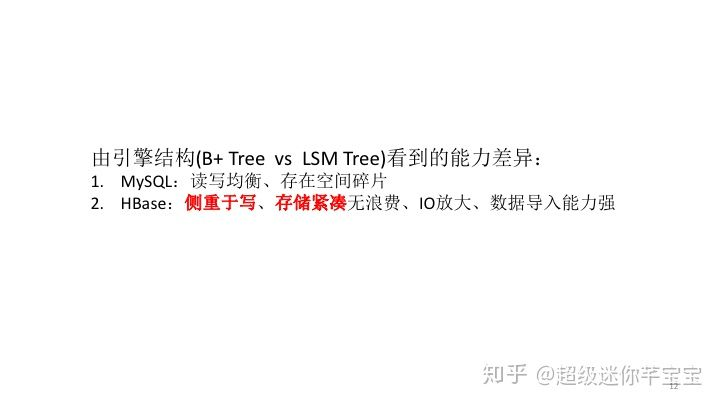 由引擎结构(B+ Tree vs LSM Tree)看到的能力差异：
1. MySQL：读写均衡、存在空间碎片
2. HBase：侧重于写、存储紧凑无浪费、IO放大、数据导入能力强
知乎 @超级迷你芊宝宝
12